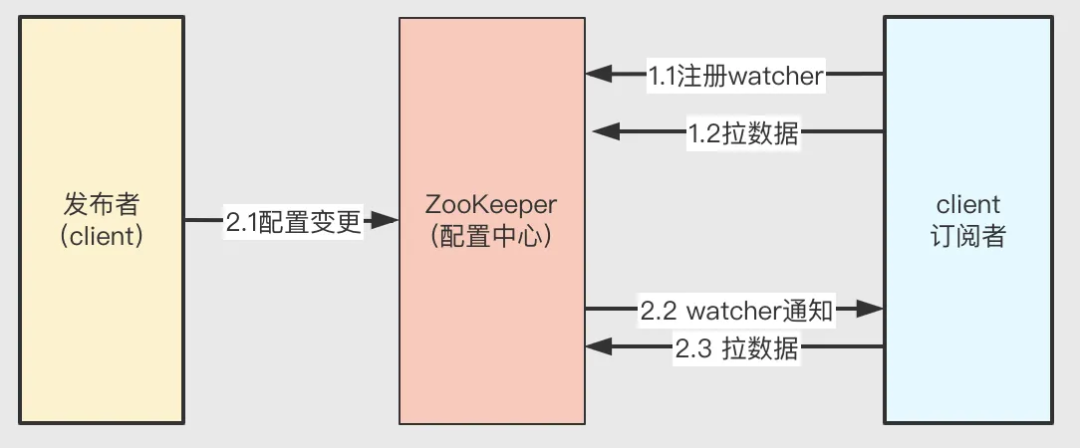 1.1注册watcher
1.2拉数据
发布者
（client）
2.1配置变更
ZooKeeper
（配置中心）
client
订阅者
2.2 watcher通知
2.3 拉数据